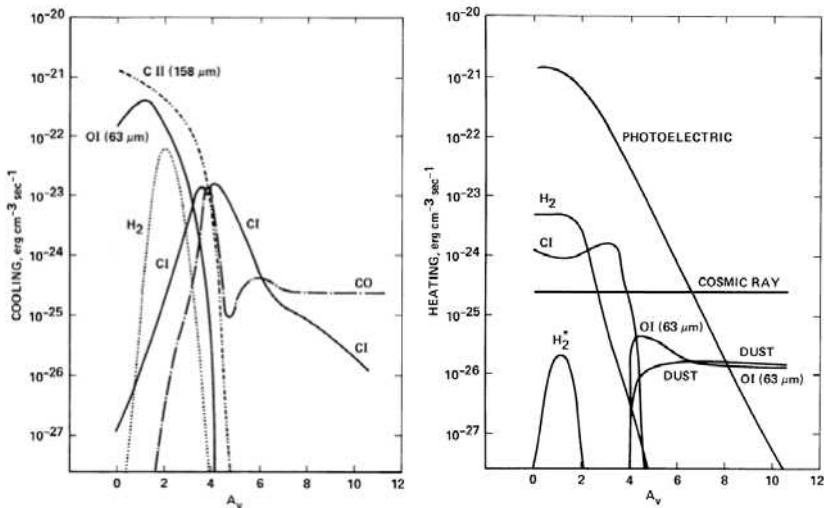 COOLING, erg cm⁻³ sec⁻¹
10⁻²⁰
10⁻²¹
10⁻²²
10⁻²³
10⁻²⁴
10⁻²⁵
10⁻²⁶
10⁻²⁷
C II (158 μm)
OI (63 μm)
H₂
CI
CI
CO
CI
0 2 4 6 8 10 12
Aᵥ
HEATING, erg cm⁻³ sec⁻¹
10⁻²⁰
10⁻²¹
10⁻²²
10⁻²³
10⁻²⁴
10⁻²⁵
10⁻²⁶
10⁻²⁷
PHOTOELECTRIC
H₂
CI
COSMIC RAY
OI (63 μm)
H₂*
DUST
DUST
OI (63 μm)
0 2 4 6 8 10 12
Aᵥ